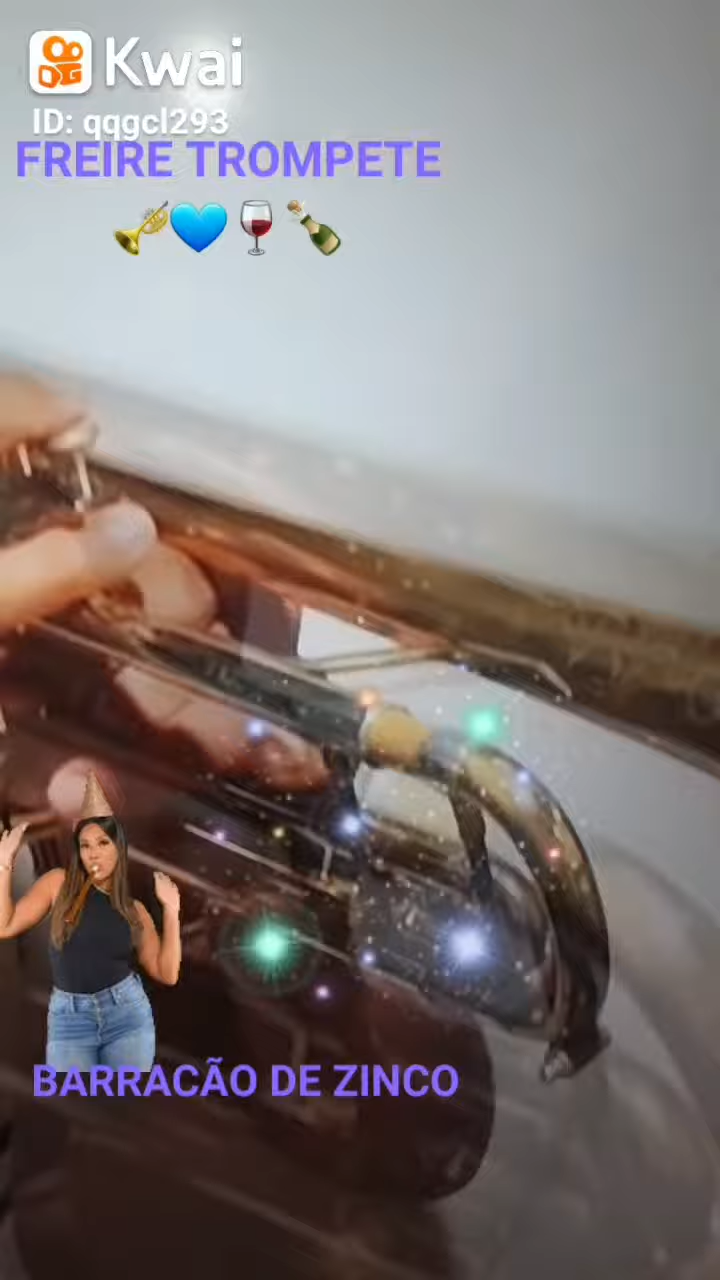 Kwai
ID: qqgcl293
FREIRE TROMPETE
🎺💙🍷🍾
BARRACÃO DE ZINCO